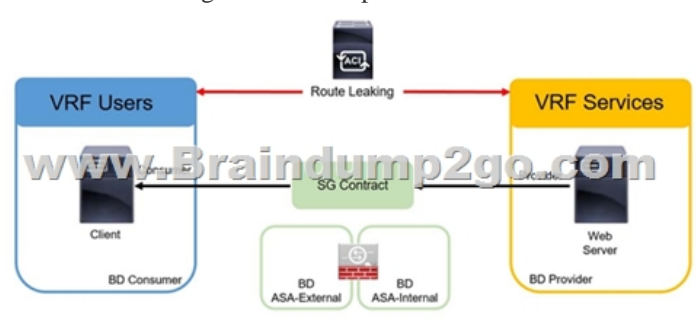 ACI
Route Leaking
VRF Users
VRF Services
www.Braindump2go.com
Consumer
SG Contract
Client
Web
Server
BD Consumer
BD
ASA-External
BD
ASA-Internal
BD Provider